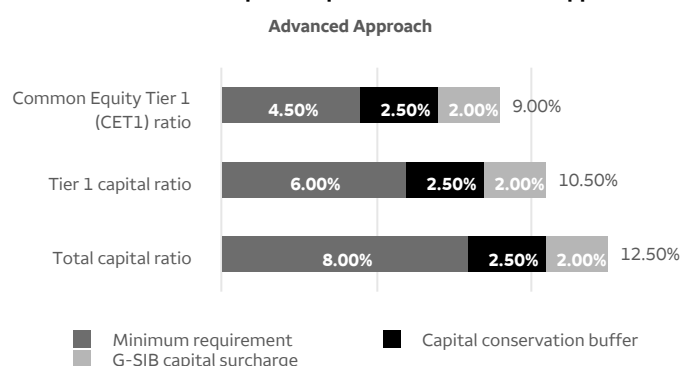 Advanced Approach
Common Equity Tier 1
(CET1) ratio
4.50%
2.50%
2.00%
9.00%
Tier 1 capital ratio
6.00%
2.50%
2.00%
10.50%
Total capital ratio
8.00%
2.50%
2.00%
12.50%
Minimum requirement
Capital conservation buffer
G-SIB capital surcharge